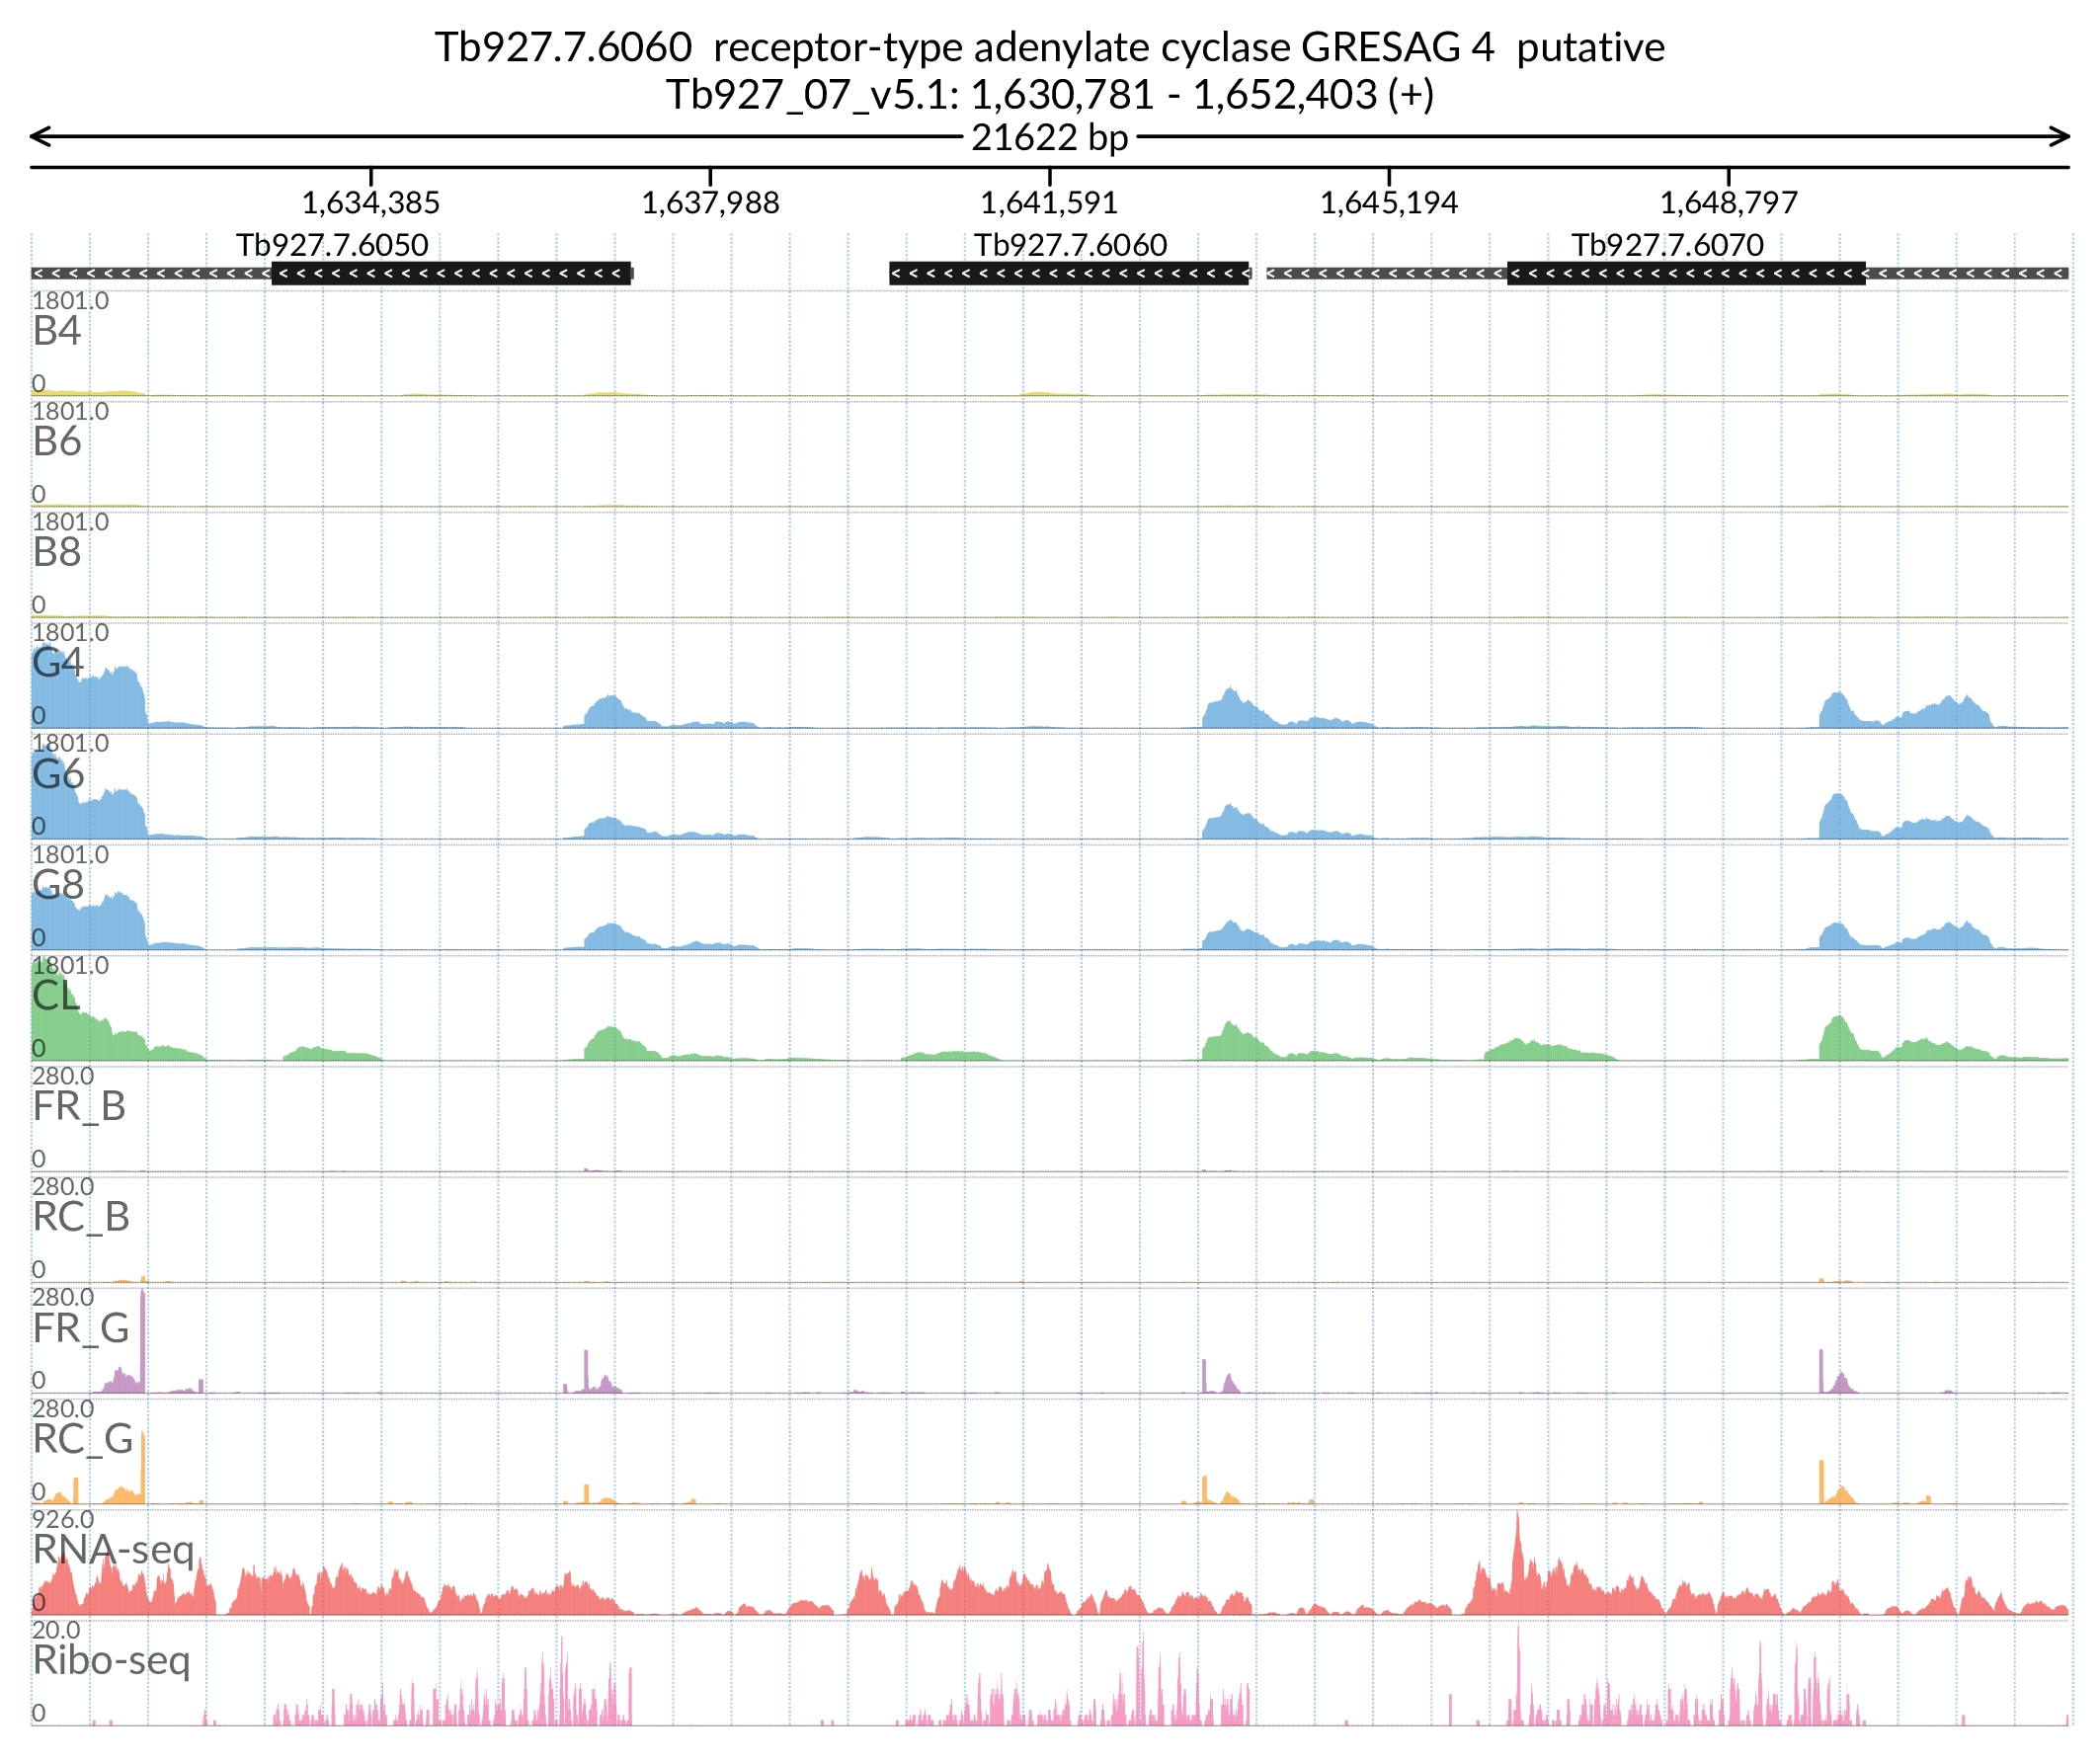 Tb927.7.6060 receptor-type adenylate cyclase GRESAG 4 putative
Tb927_07_v5.1: 1,630,781 - 1,652,403 (+)
21622 bp
1,634,385 1,637,988 1,641,591 1,645,194 1,648,797
Tb927.7.6050 Tb927.7.6060 Tb927.7.6070
1801.0
B4
0
1801.0
B6
0
1801.0
B8
0
1801.0
G4
0
1801.0
G6
0
1801.0
G8
0
1801.0
CL
0
280.0
FR_B
0
280.0
RC_B
0
280.0
FR_G
0
280.0
RC_G
0
926.0
RNA-seq
0
20.0
Ribo-seq
0